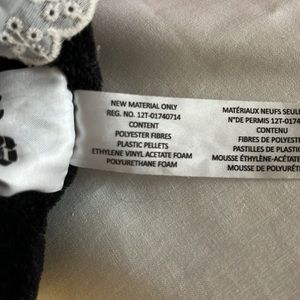 NEW MATERIAL ONLY
REG. NO. 12T-01740714
CONTENT
POLYESTER FIBRES
PLASTIC PELLETS
ETHYLENE VINYL ACETATE FOAM
POLYURETHANE FOAM
MATÉRIAUX NEUFS SEULE
N°DE PERMIS 12T-0174
CONTENU
FIBRES DE POLYESTE
PASTILLES DE PLASTIC
MOUSSE ÉTHYLÈNE-ACÉTATE
MOUSSE DE POLYURÉT